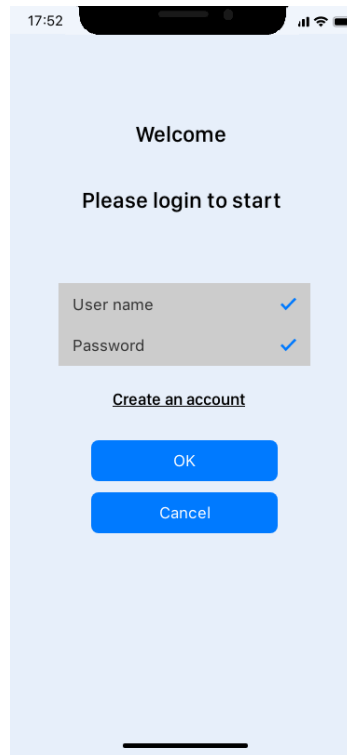 17:52
Welcome
Please login to start
User name
Password
Create an account
OK
Cancel